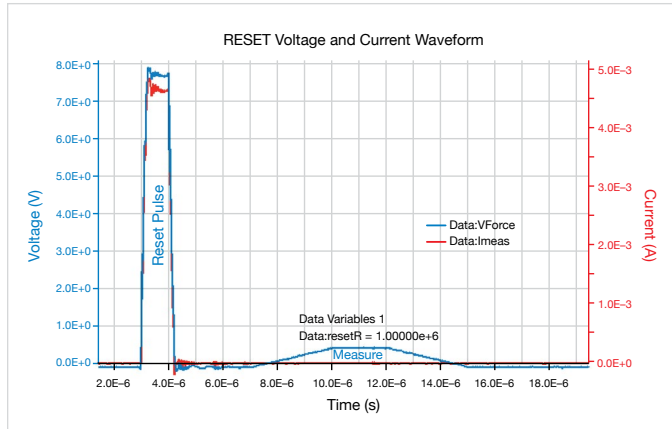 RESET Voltage and Current Waveform
8.0E+0
7.0E+0
6.0E+0
5.0E+0
4.0E+0
3.0E+0
2.0E+0
1.0E+0
0.0E+0
Voltage (V)
Reset Pulse
Data:VForce
Data:Imeas
Data Variables 1
Data:resetR = 1.00000e+6
Measure
5.0E–3
4.0E–3
3.0E–3
2.0E–3
1.0E–3
0.0E+0
Current (A)
2.0E–6 4.0E–6 6.0E–6 8.0E–6 10.0E–6 12.0E–6 14.0E–6 16.0E–6 18.0E–6
Time (s)